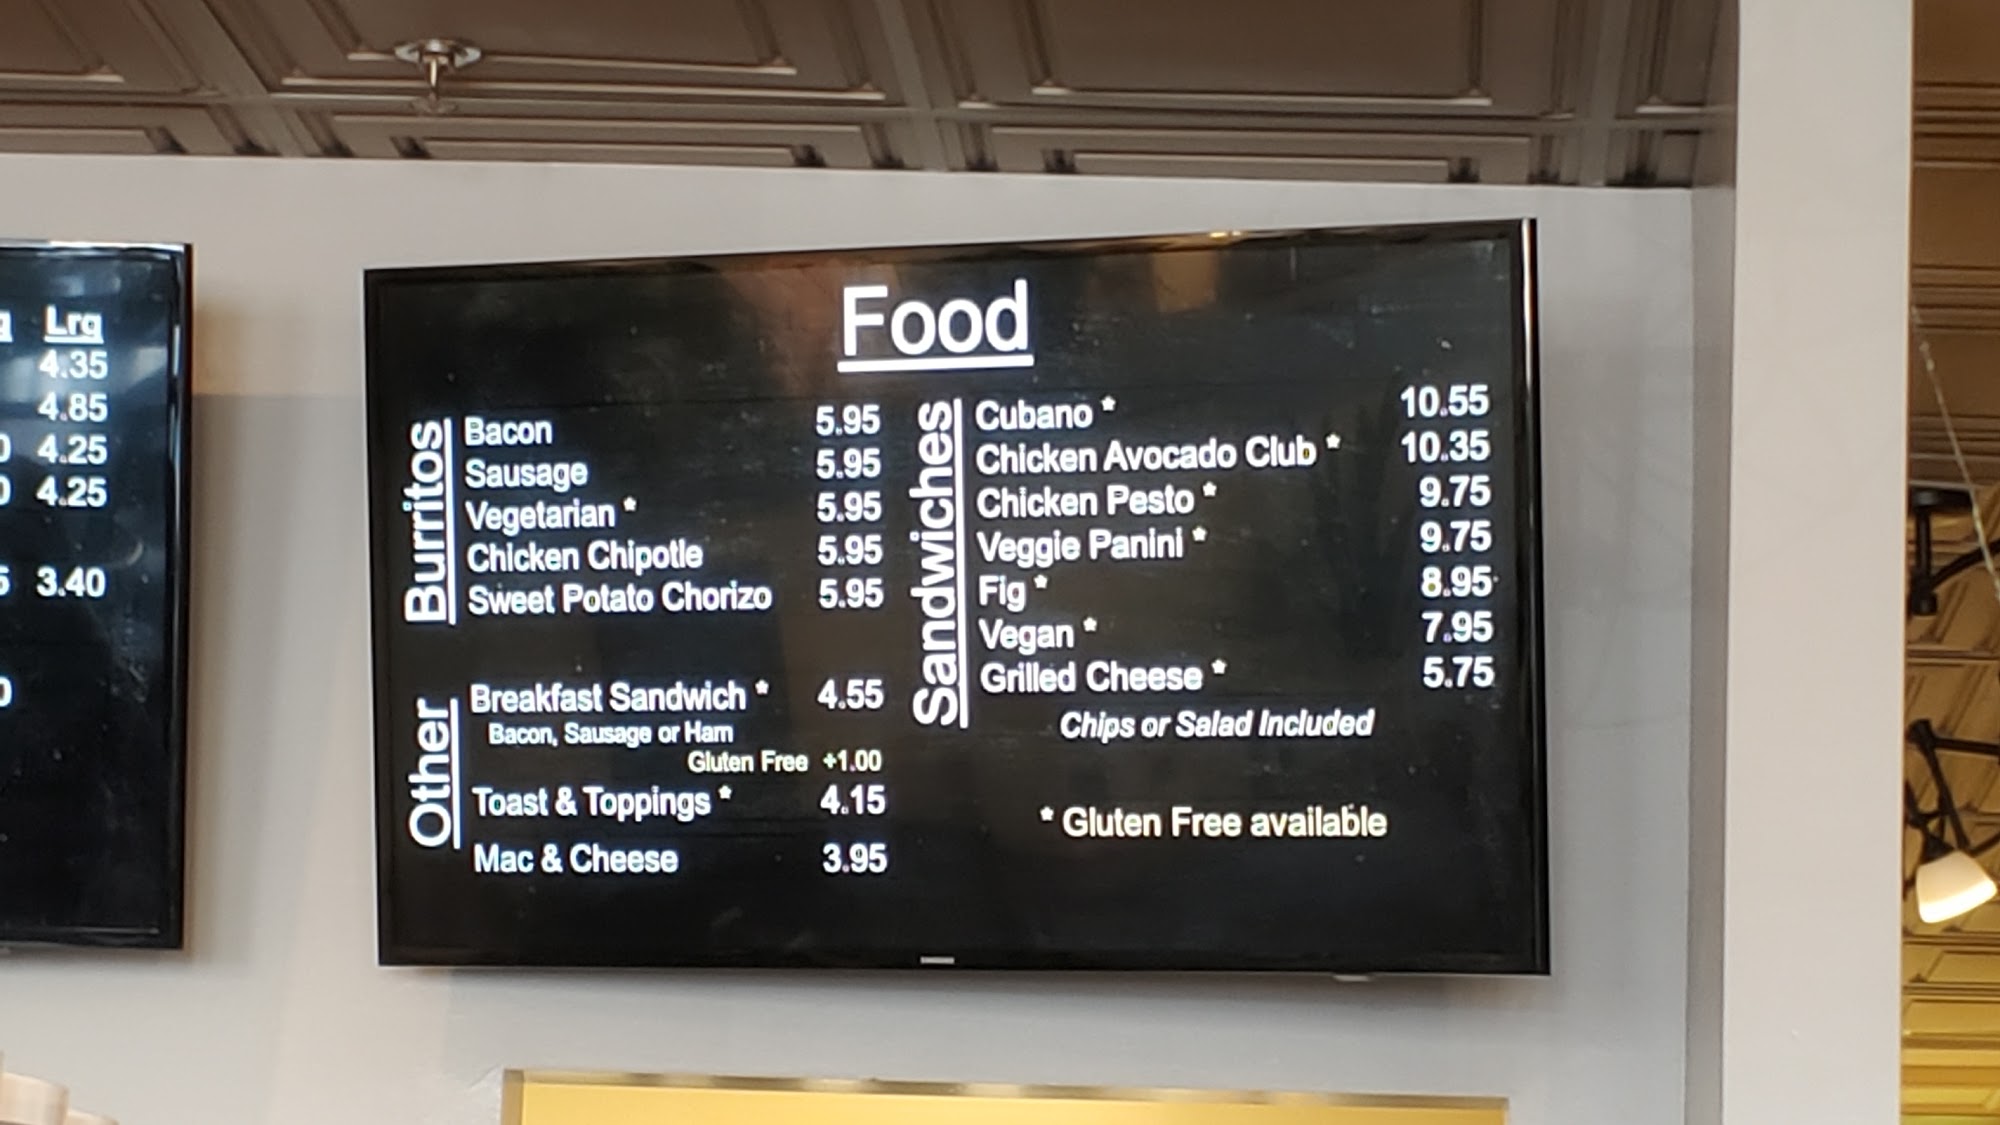 Lrg
4.35
4.85
4.25
4.25
3.40
Food
Burritos
Bacon 5.95
Sausage 5.95
Vegetarian * 5.95
Chicken Chipotle 5.95
Sweet Potato Chorizo 5.95
Other
Breakfast Sandwich * 4.55
Bacon, Sausage or Ham
Gluten Free +1.00
Toast & Toppings * 4.15
Mac & Cheese 3.95
Sandwiches
Cubano * 10.55
Chicken Avocado Club * 10.35
Chicken Pesto * 9.75
Veggie Panini * 9.75
Fig * 8.95
Vegan * 7.95
Grilled Cheese * 5.75
Chips or Salad Included
* Gluten Free available